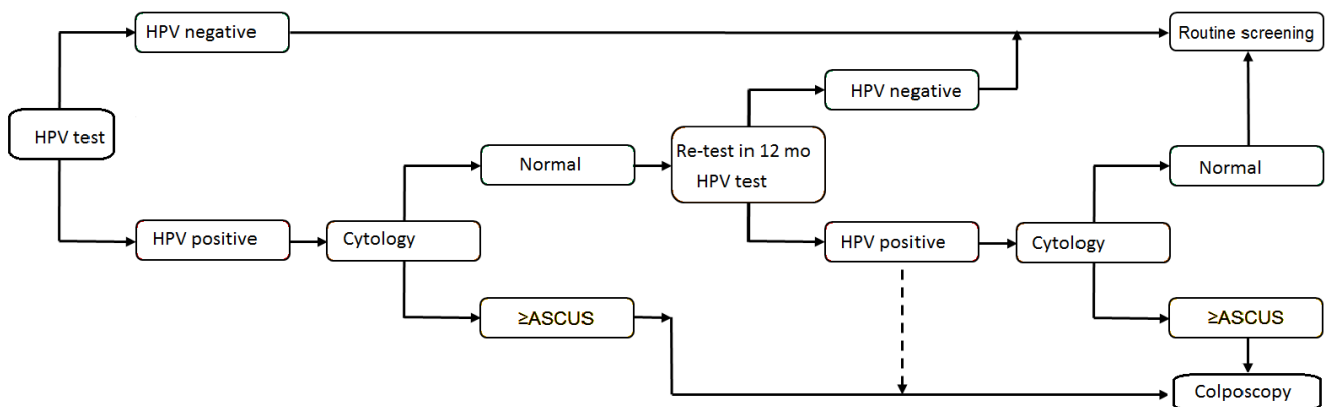 HPV negative
Routine screening
HPV negative
HPV test
Normal
Re-test in 12 mo
HPV test
Normal
HPV positive
Cytology
HPV positive
Cytology
≥ASCUS
≥ASCUS
Colposcopy